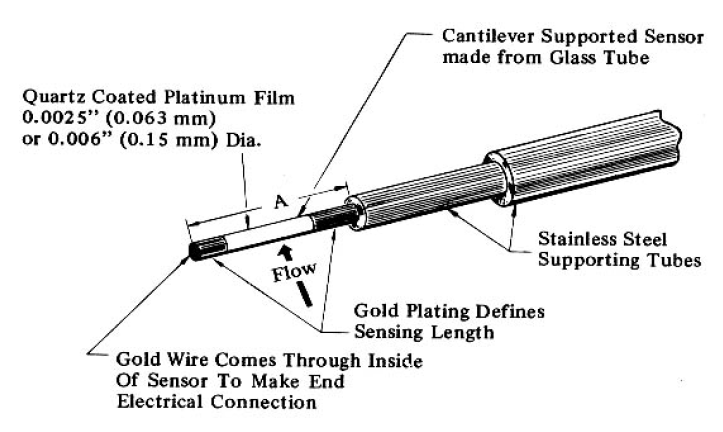 Cantilever Supported Sensor
made from Glass Tube
Quartz Coated Platinum Film
0.0025" (0.063 mm)
or 0.006" (0.15 mm) Dia.
A
Flow
Stainless Steel
Supporting Tubes
Gold Plating Defines
Sensing Length
Gold Wire Comes Through Inside
Of Sensor To Make End
Electrical Connection